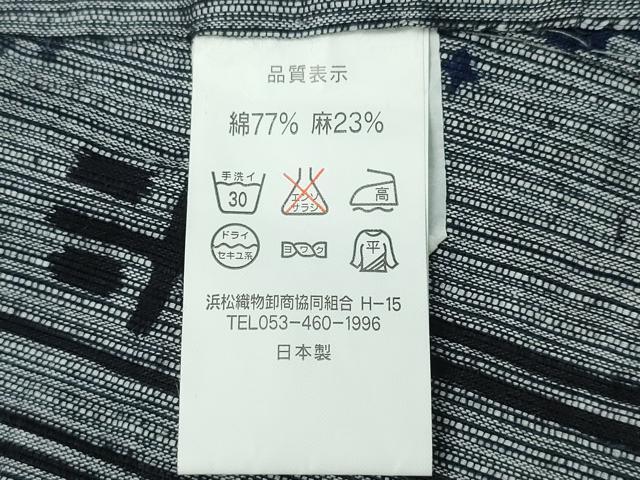 品質表示
綿77% 麻23%
手洗イ
30
エンソ
サラシ
高
ドライ
セキユ系
ヨワク
平
浜松織物卸商協同組合 H-15
TEL053-460-1996
日本製